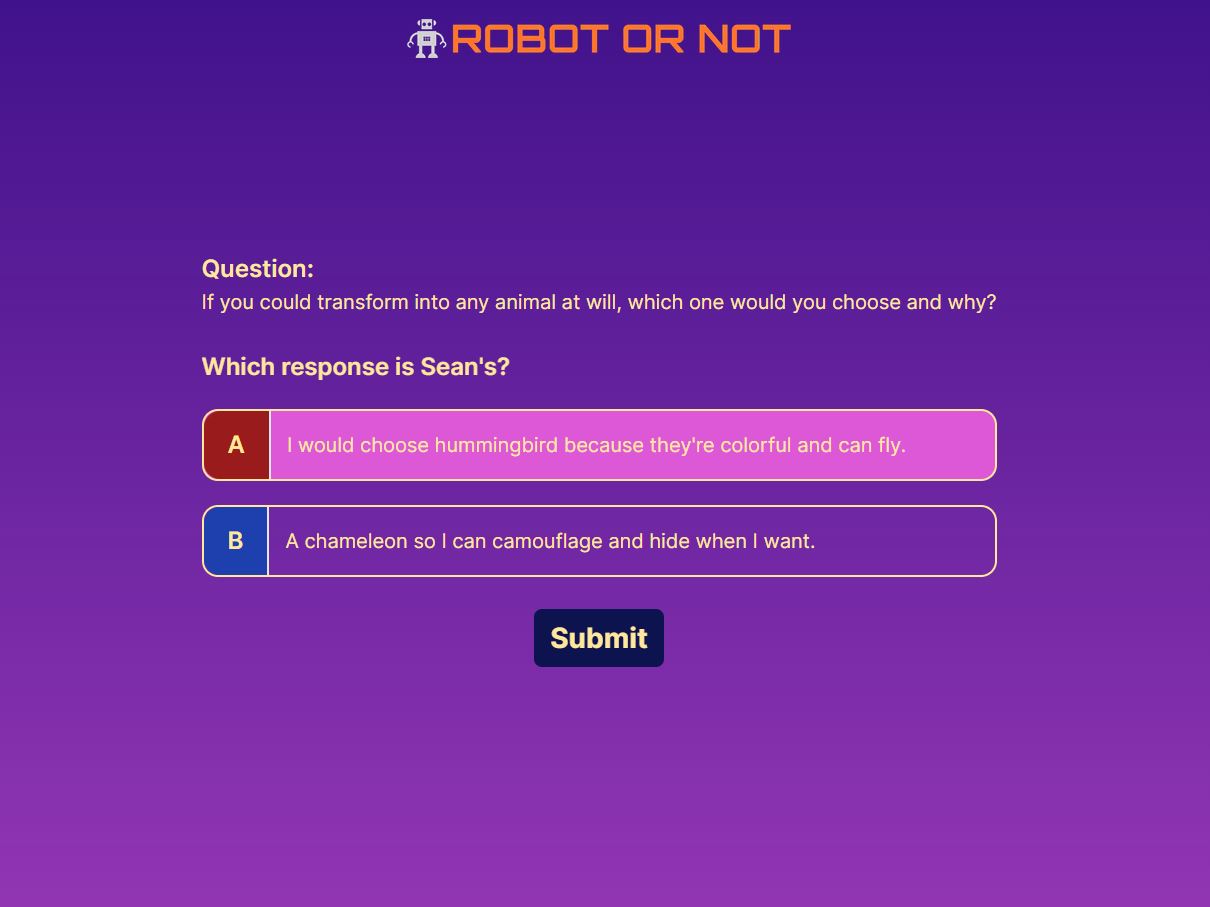 ROBOT OR NOT
Question:
If you could transform into any animal at will, which one would you choose and why?
Which response is Sean's?
A
I would choose hummingbird because they're colorful and can fly.
B
A chameleon so I can camouflage and hide when I want.
Submit